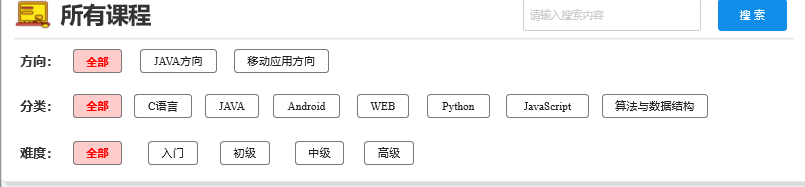 所有课程 请输入搜索内容 搜 索
方向： 全部 JAVA方向 移动应用方向
分类： 全部 C语言 JAVA Android WEB Python JavaScript 算法与数据结构
难度： 全部 入门 初级 中级 高级